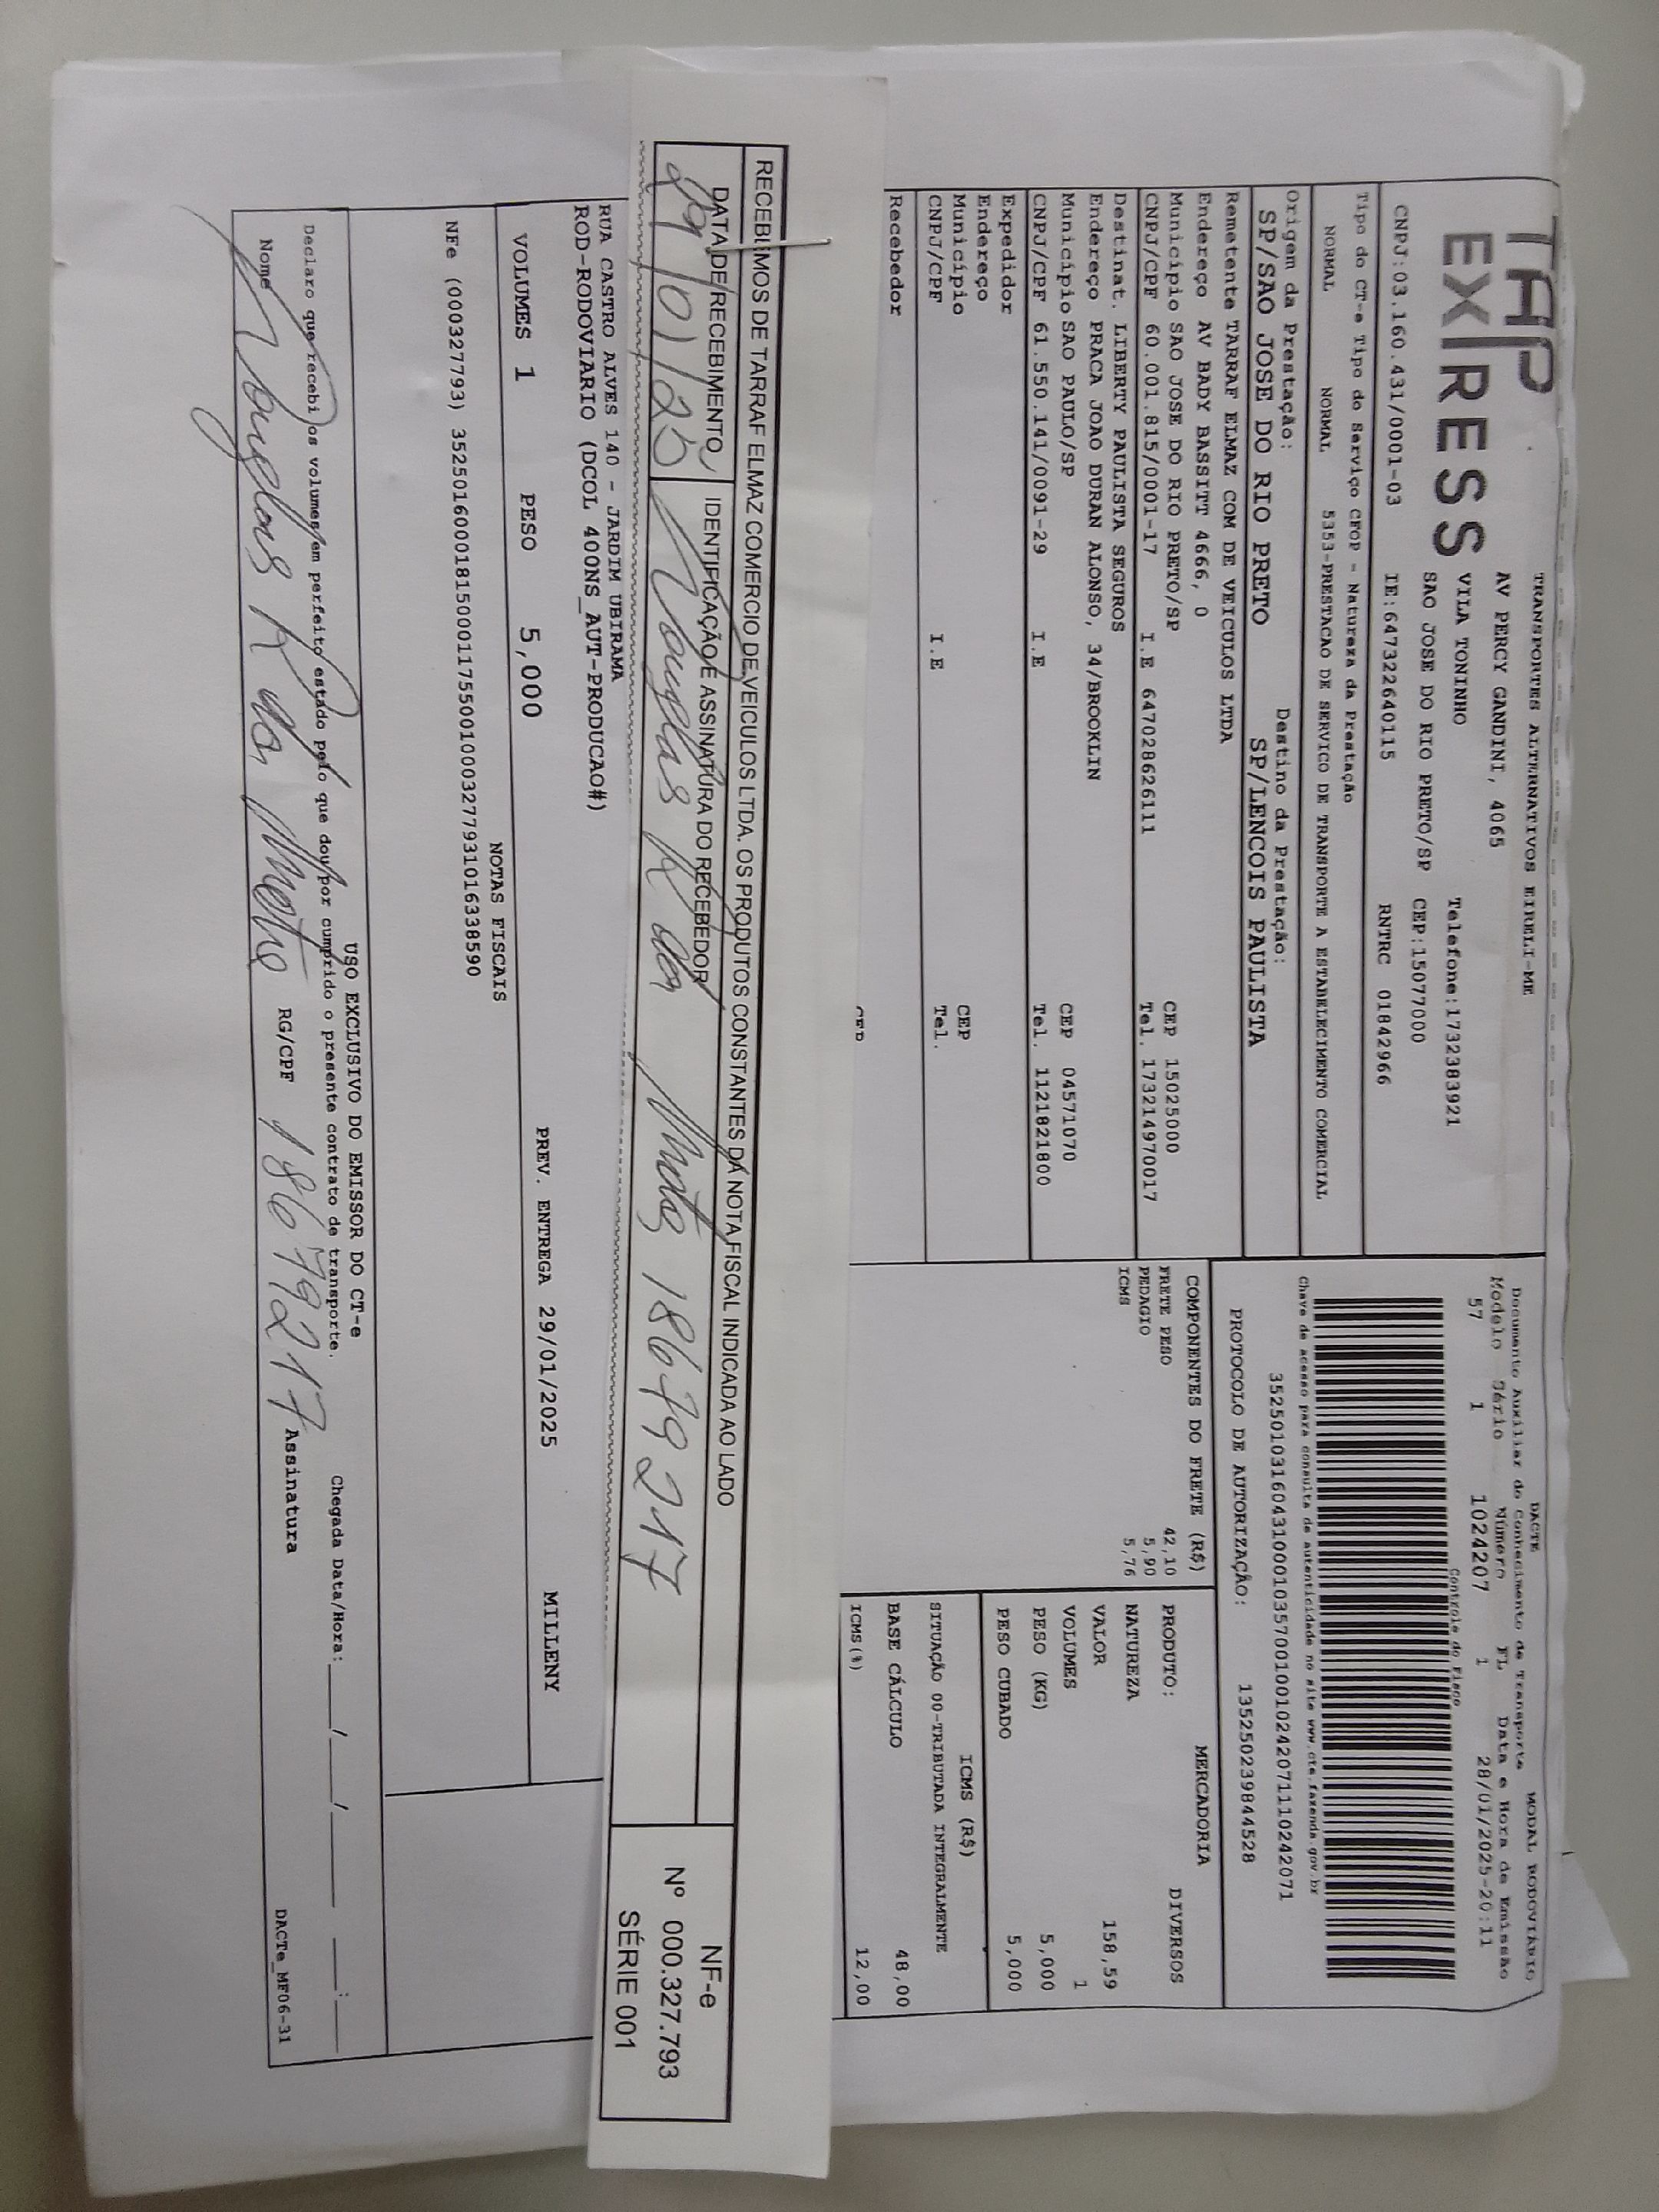 TAP EXPRESS
TRANSPORTES ALTERNATIVOS EIRELI-ME
AV PERCY GANDINI, 4065
VILA TONINHO Telefone:1732383921
SAO JOSE DO RIO PRETO/SP CEP:15077000
CNPJ:03.160.431/0001-03 IE:647322640115 RNTRC 01842966
Tipo do CT-e Tipo do Serviço CFOP - Natureza da Prestação
NORMAL NORMAL 5353-PRESTACAO DE SERVICO DE TRANSPORTE A ESTABELECIMENTO COMERCIAL
Origem da Prestação: Destino da Prestação:
SP/SAO JOSE DO RIO PRETO SP/LENCOIS PAULISTA
Remetente TARRAF ELMAZ COM DE VEICULOS LTDA
Endereço AV BADY BASSITT 4666, 0
Município SAO JOSE DO RIO PRETO/SP CEP 15025000
CNPJ/CPF 60.001.815/0001-17 I.E 647028626111 Tel. 173214970017
Destinat. LIBERTY PAULISTA SEGUROS
Endereço PRACA JOAO DURAN ALONSO, 34/BROOKLIN
Município SAO PAULO/SP CEP 04571070
CNPJ/CPF 61.550.141/0091-29 I.E Tel. 1121821800
Expedidor
Endereço
Município CEP
CNPJ/CPF I.E Tel.
Recebedor
CEP
DACTE MODAL RODOVIÁRIO
Documento Auxiliar do Conhecimento de Transporte
Modelo Série Número FL Data e Hora de Emissão
57 1 1024207 1 28/01/2025-20:11
Controle do Fisco
Chave de acesso para consulta de autenticidade no site www.cte.fazenda.gov.br
35250103160431000103570010010242071110242071
PROTOCOLO DE AUTORIZAÇÃO: 135250239844528
COMPONENTES DO FRETE (R$)
FRETE PESO 42,10
PEDAGIO 5,90
ICMS 5,76
MERCADORIA
PRODUTO: DIVERSOS
NATUREZA
VALOR 158,59
VOLUMES 1
PESO (KG) 5,000
PESO CUBADO 5,000
ICMS (R$)
SITUAÇÃO 00-TRIBUTADA INTEGRALMENTE
BASE CÁLCULO 48,00
ICMS(%) 12,00
RECEBEMOS DE TARRAF ELMAZ COMERCIO DE VEICULOS LTDA. OS PRODUTOS CONSTANTES DA NOTA FISCAL INDICADA AO LADO
DATA DE RECEBIMENTO IDENTIFICAÇÃO E ASSINATURA DO RECEBEDOR
29/01/25 Douglas R da Motta 18679217
NF-e
Nº 000.327.793
SÉRIE 001
RUA CASTRO ALVES 140 - JARDIM UBIRAMA
ROD-RODOVIARIO (DCOL 400NS_AUT-PRODUCAO#)
VOLUMES 1 PESO 5,000 PREV. ENTREGA 29/01/2025 MILLENY
NOTAS FISCAIS
NFe (000327793) 35250160001815000117550010003277931016338590
USO EXCLUSIVO DO EMISSOR DO CT-e
Declaro que recebi os volumes em perfeito estado pelo que dou por cumprido o presente contrato de transporte. Chegada Data/Hora:____/____/____ ___:___
Nome Douglas R da Motta RG/CPF 18679217 Assinatura
DACTe_MF06-31